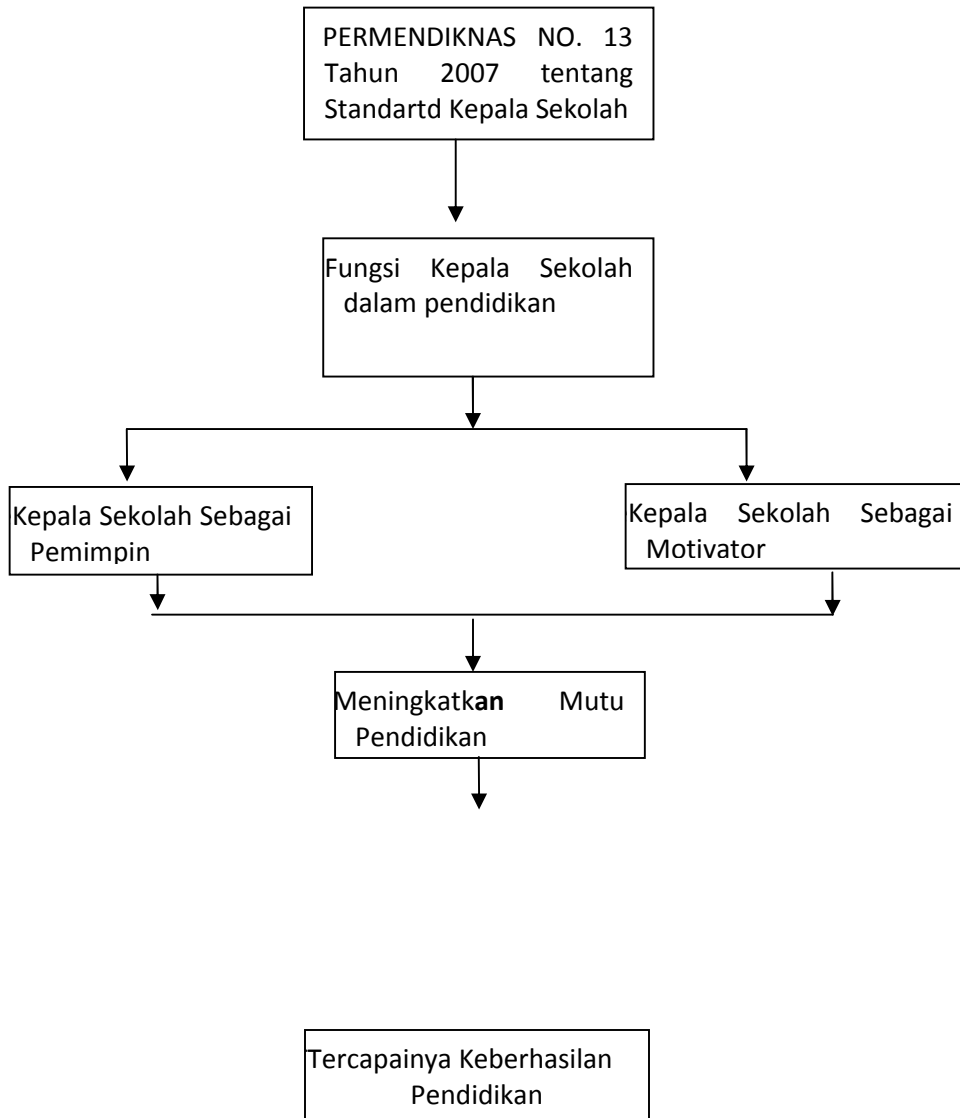 PERMENDIKNAS NO. 13
Tahun 2007 tentang
Standartd Kepala Sekolah
Fungsi Kepala Sekolah
dalam pendidikan
Kepala Sekolah Sebagai
Pemimpin
Kepala Sekolah Sebagai
Motivator
Meningkatkan Mutu
Pendidikan
Tercapainya Keberhasilan
Pendidikan